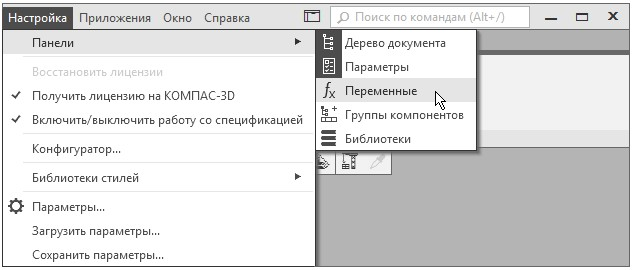 Настройка Приложения Окно Справка Поиск по командам (Alt+/)
Панели
Восстановить лицензии
Получить лицензию на КОМПАС-3D
Включить/выключить работу со спецификацией
Конфигуратор...
Библиотеки стилей
Параметры...
Загрузить параметры...
Сохранить параметры...
Дерево документа
Параметры
fx Переменные
Группы компонентов
Библиотеки